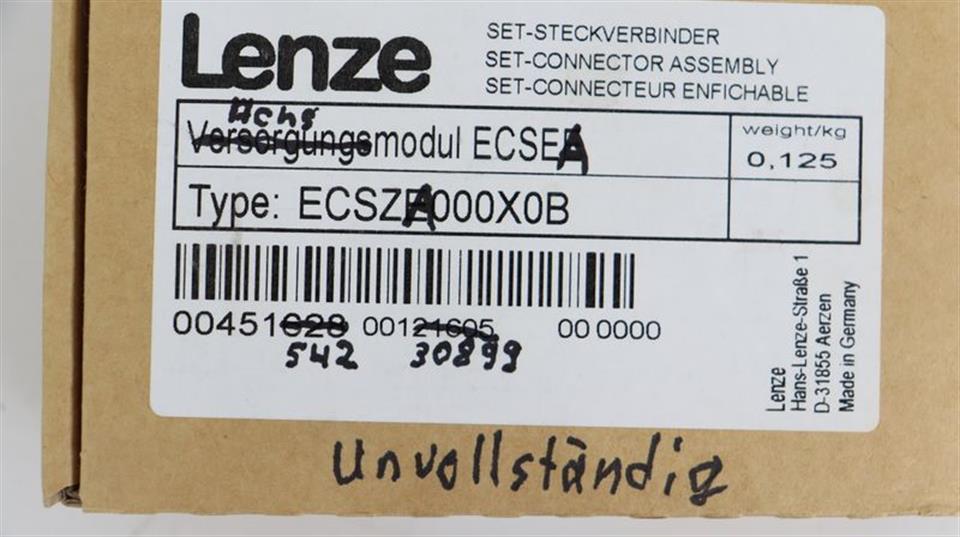 Lenze
SET-STECKVERBINDER
SET-CONNECTOR ASSEMBLY
SET-CONNECTEUR ENFICHABLE
Achs
Versorgungsmodul ECSEA
weight/kg
0,125
Type: ECSZA000X0B
00451028 00121605 00 0000
542 30899
Lenze
Hans-Lenze-Straße 1
D-31855 Aerzen
Made in Germany
Unvollständig